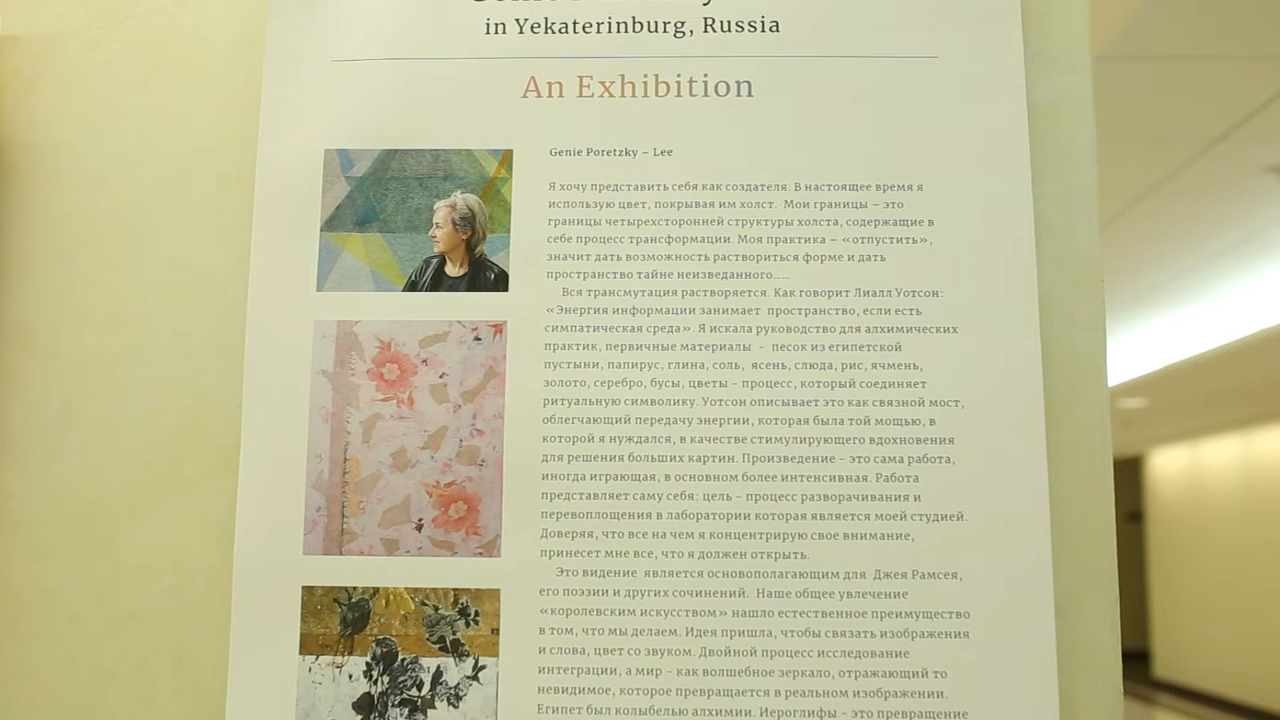 in Yekaterinburg, Russia
An Exhibition
Genie Poretzky – Lee
Я хочу представить себя как создателя. В настоящее время я
использую цвет, покрывая им холст. Мои границы – это
границы четырехсторонней структуры холста, содержащие в
себе процесс трансформации. Моя практика – «отпустить»,
значит дать возможность раствориться форме и дать
пространство тайне неизведанного......
Вся трансмутация растворяется. Как говорит Лиалл Уотсон:
«Энергия информации занимает пространство, если есть
симпатическая среда». Я искала руководство для алхимических
практик, первичные материалы - песок из египетской
пустыни, папирус, глина, соль, ясень, слюда, рис, ячмень,
золото, серебро, бусы, цветы - процесс, который соединяет
ритуальную символику. Уотсон описывает это как связной мост,
облегчающий передачу энергии, которая была той мощью, в
которой я нуждался, в качестве стимулирующего вдохновения
для решения больших картин. Произведение - это сама работа,
иногда играющая, в основном более интенсивная. Работа
представляет саму себя: цель - процесс разворачивания и
перевоплощения в лаборатории которая является моей студией.
Доверяя, что все на чем я концентрирую свое внимание,
принесет мне все, что я должен открыть.
Это видение является основополагающим для Джея Рамсея,
его поэзии и других сочинений. Наше общее увлечение
«королевским искусством» нашло естественное преимущество
в том, что мы делаем. Идея пришла, чтобы связать изображения
и слова, цвет со звуком. Двойной процесс исследование
интеграции, а мир - как волшебное зеркало, отражающий то
невидимое, которое превращается в реальном изображении.
Египет был колыбелью алхимии. Иероглифы - это превращение